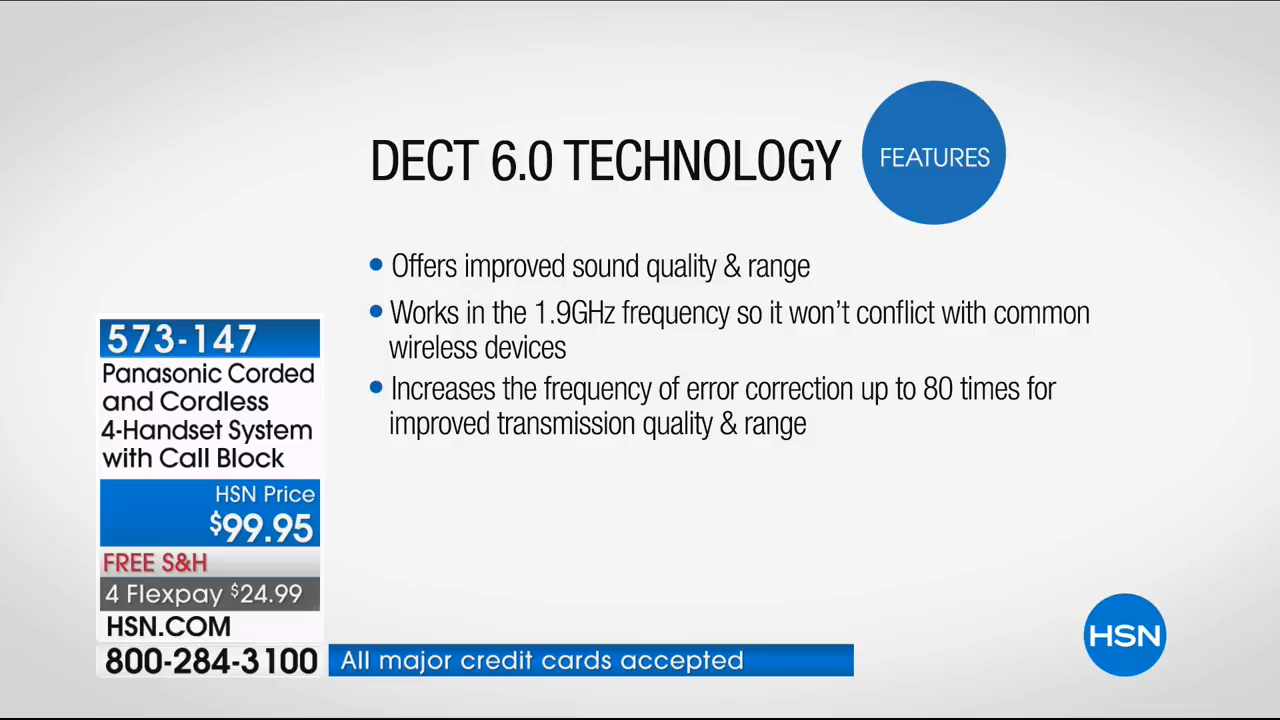 DECT 6.0 TECHNOLOGY
FEATURES
• Offers improved sound quality & range
• Works in the 1.9GHz frequency so it won't conflict with common
wireless devices
• Increases the frequency of error correction up to 80 times for
improved transmission quality & range
573-147
Panasonic Corded
and Cordless
4-Handset System
with Call Block
HSN Price
$99.95
FREE S&H
4 Flexpay $24.99
HSN.COM
800-284-3100
All major credit cards accepted
HSN